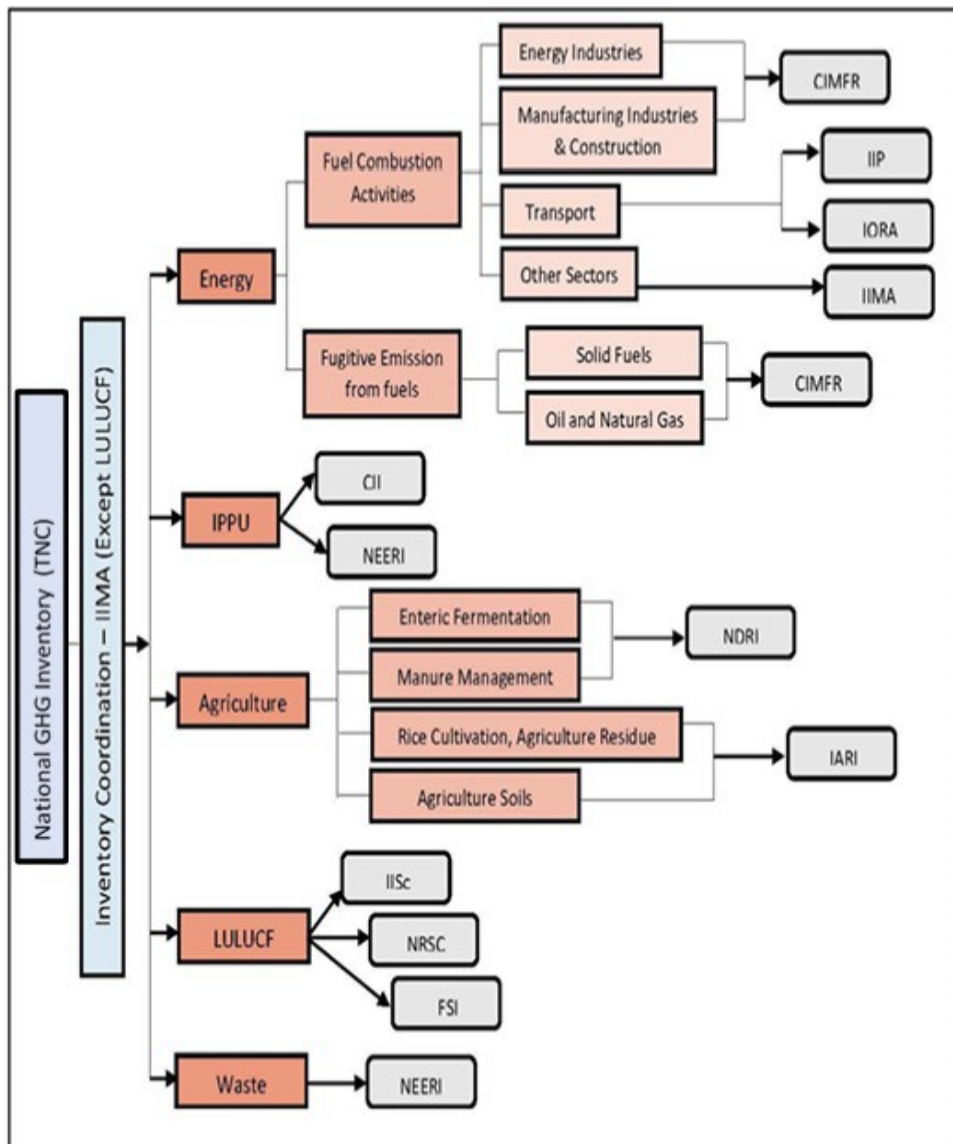 National GHG Inventory (TNC)
Inventory Coordination – IIMA (Except LULUCF)
Energy
Fuel Combustion
Activities
Energy Industries
Manufacturing Industries
& Construction
CIMFR
Transport
IIP
IORA
Other Sectors
IIMA
Fugitive Emission
from fuels
Solid Fuels
Oil and Natural Gas
CIMFR
IPPU
CII
NEERI
Agriculture
Enteric Fermentation
Manure Management
NDRI
Rice Cultivation, Agriculture Residue
Agriculture Soils
IARI
LULUCF
IISc
NRSC
FSI
Waste
NEERI